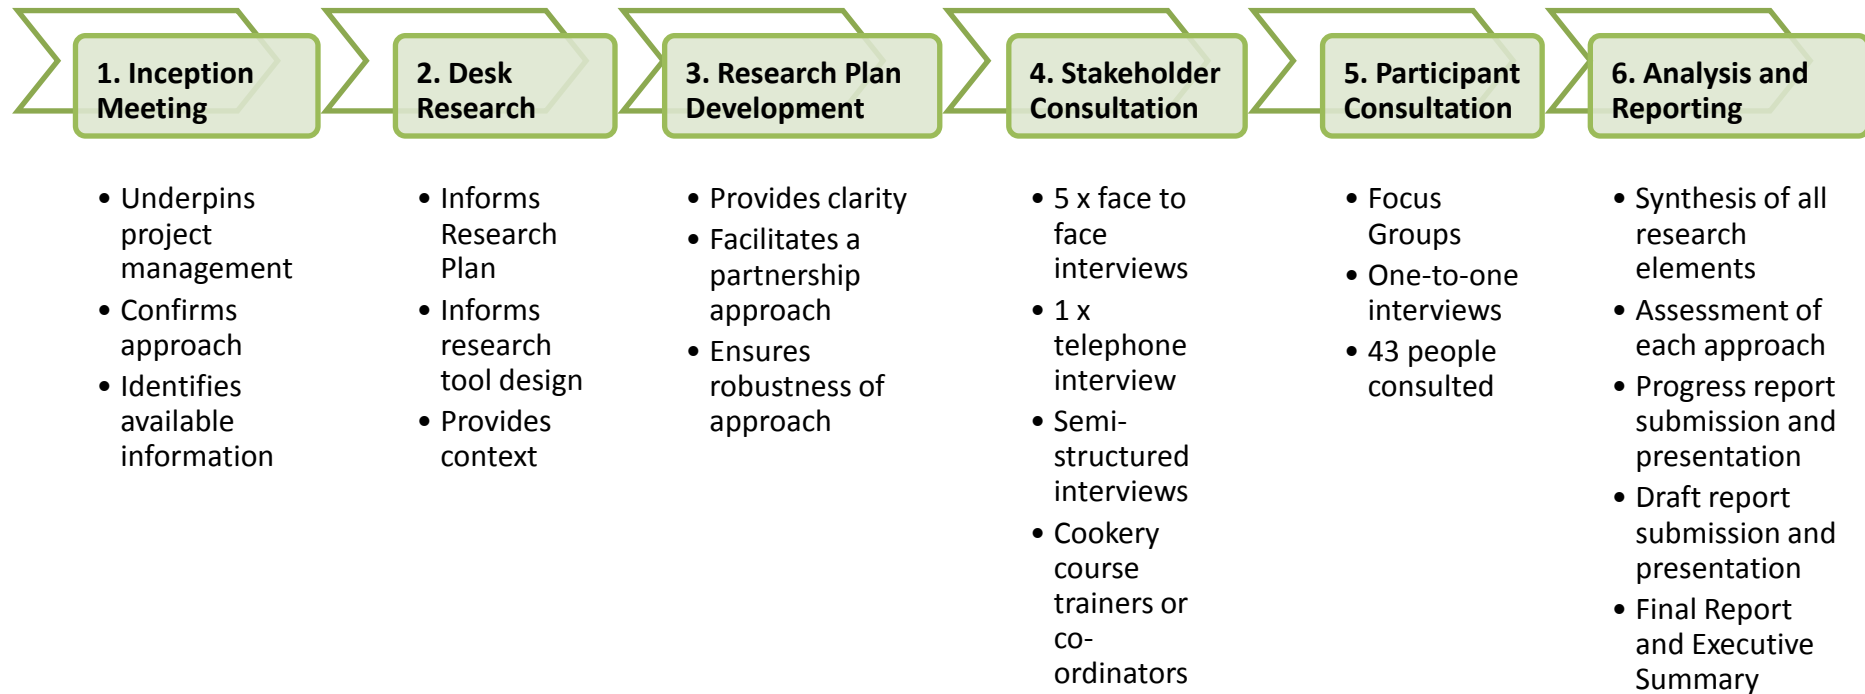 1. Inception
Meeting
• Underpins
project
management
• Confirms
approach
• Identifies
available
information
2. Desk
Research
• Informs
Research
Plan
• Informs
research
tool design
• Provides
context
3. Research Plan
Development
• Provides clarity
• Facilitates a
partnership
approach
• Ensures
robustness of
approach
4. Stakeholder
Consultation
• 5 x face to
face
interviews
• 1 x
telephone
interview
• Semi-
structured
interviews
• Cookery
course
trainers or
co-
ordinators
5. Participant
Consultation
• Focus
Groups
• One-to-one
interviews
• 43 people
consulted
6. Analysis and
Reporting
• Synthesis of all
research
elements
• Assessment of
each approach
• Progress report
submission and
presentation
• Draft report
submission and
presentation
• Final Report
and Executive
Summary